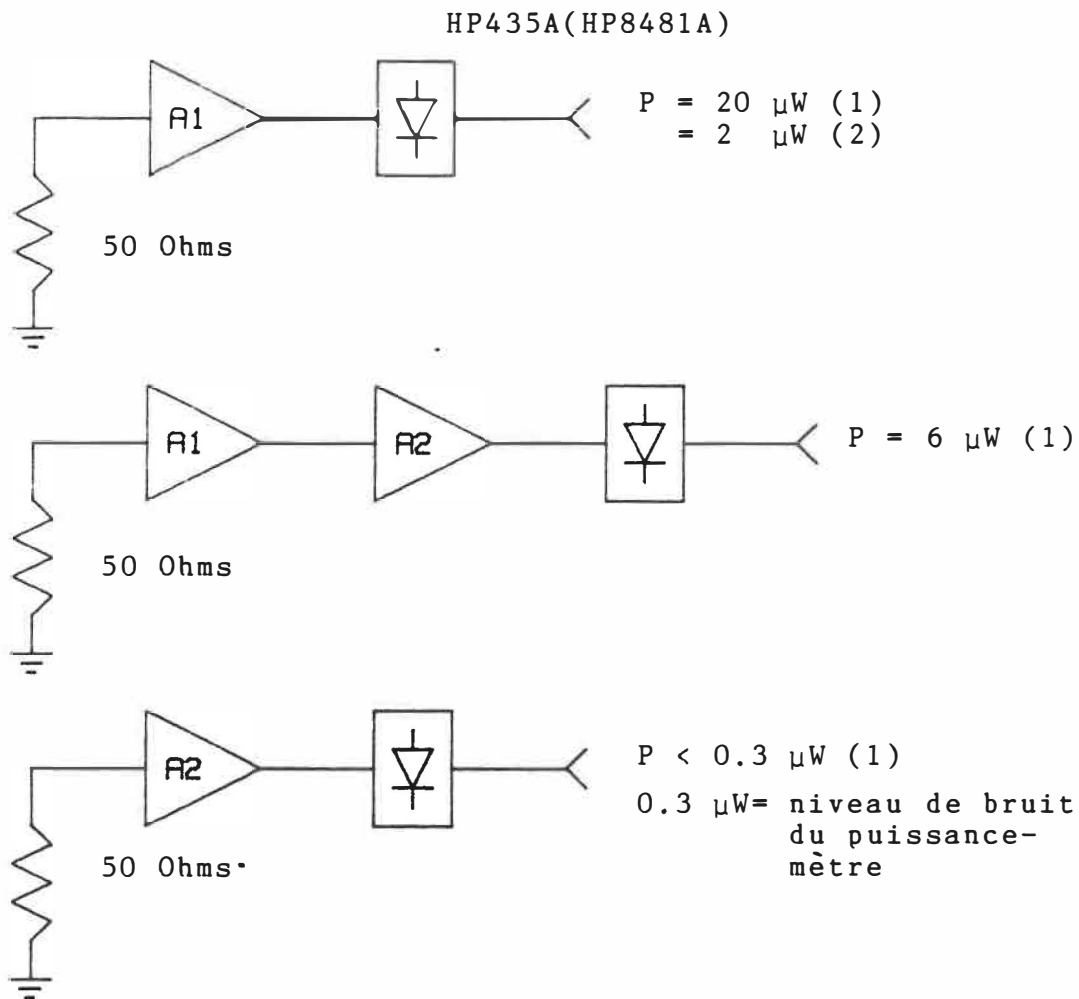 HP435A(HP8481A)
A1
P = 20 μW (1)
= 2 μW (2)
50 Ohms
A1
A2
P = 6 μW (1)
50 Ohms
A2
P < 0.3 μW (1)
0.3 μW= niveau de bruit
du puissance-
mètre
50 Ohms